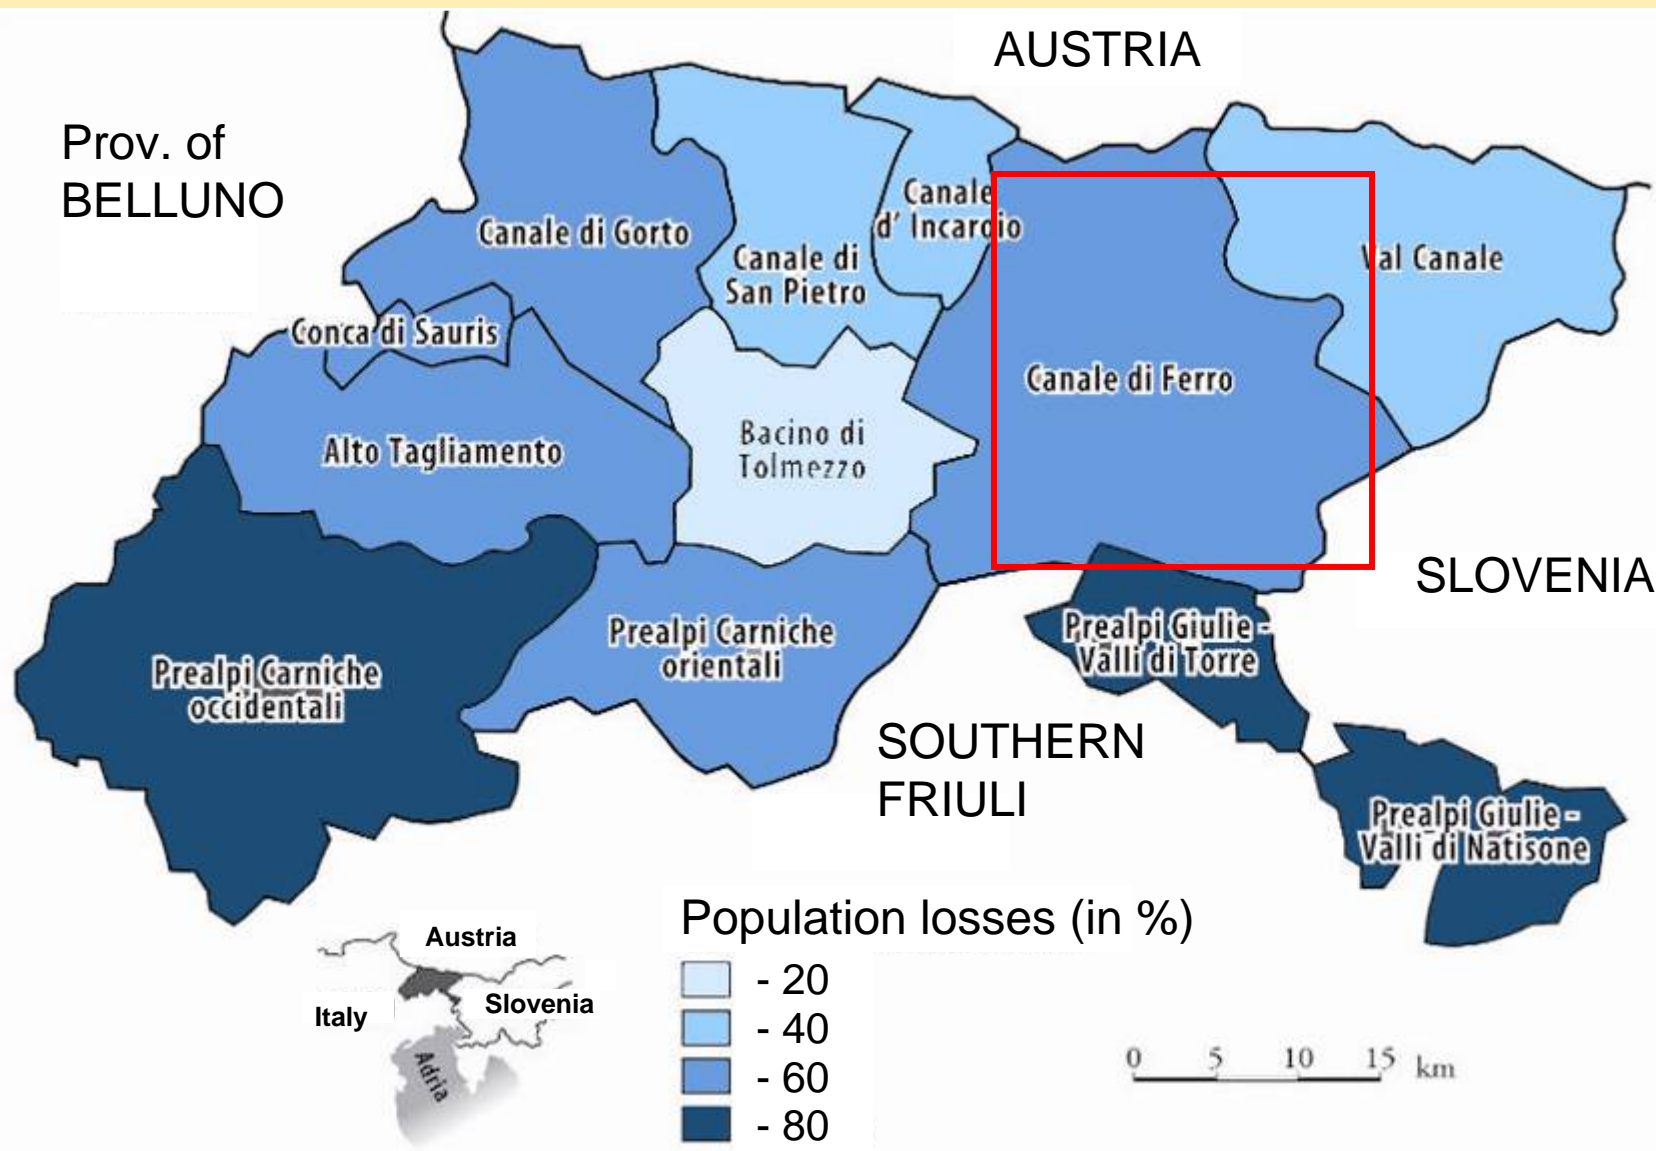 AUSTRIA
Prov. of
BELLUNO
Canale di Gorto
Canale di
San Pietro
Canale
d' Incaroio
Val Canale
Conca di Sauris
Canale di Ferro
Alto Tagliamento
Bacino di
Tolmezzo
SLOVENIA
Prealpi Carniche
occidentali
Prealpi Carniche
orientali
Prealpi Giulie -
Valli di Torre
SOUTHERN
FRIULI
Prealpi Giulie -
Valli di Natisone
Population losses (in %)
- 20
- 40
- 60
- 80
Austria
Italy
Slovenia
Adria
0 5 10 15 km